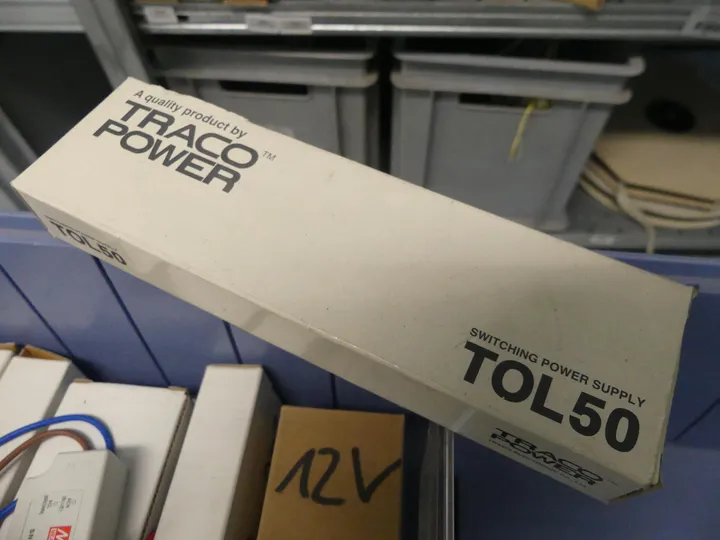 A quality product by
TRACO
POWER™
TOL50
SWITCHING POWER SUPPLY
TOL50
TRACO
POWER
12V